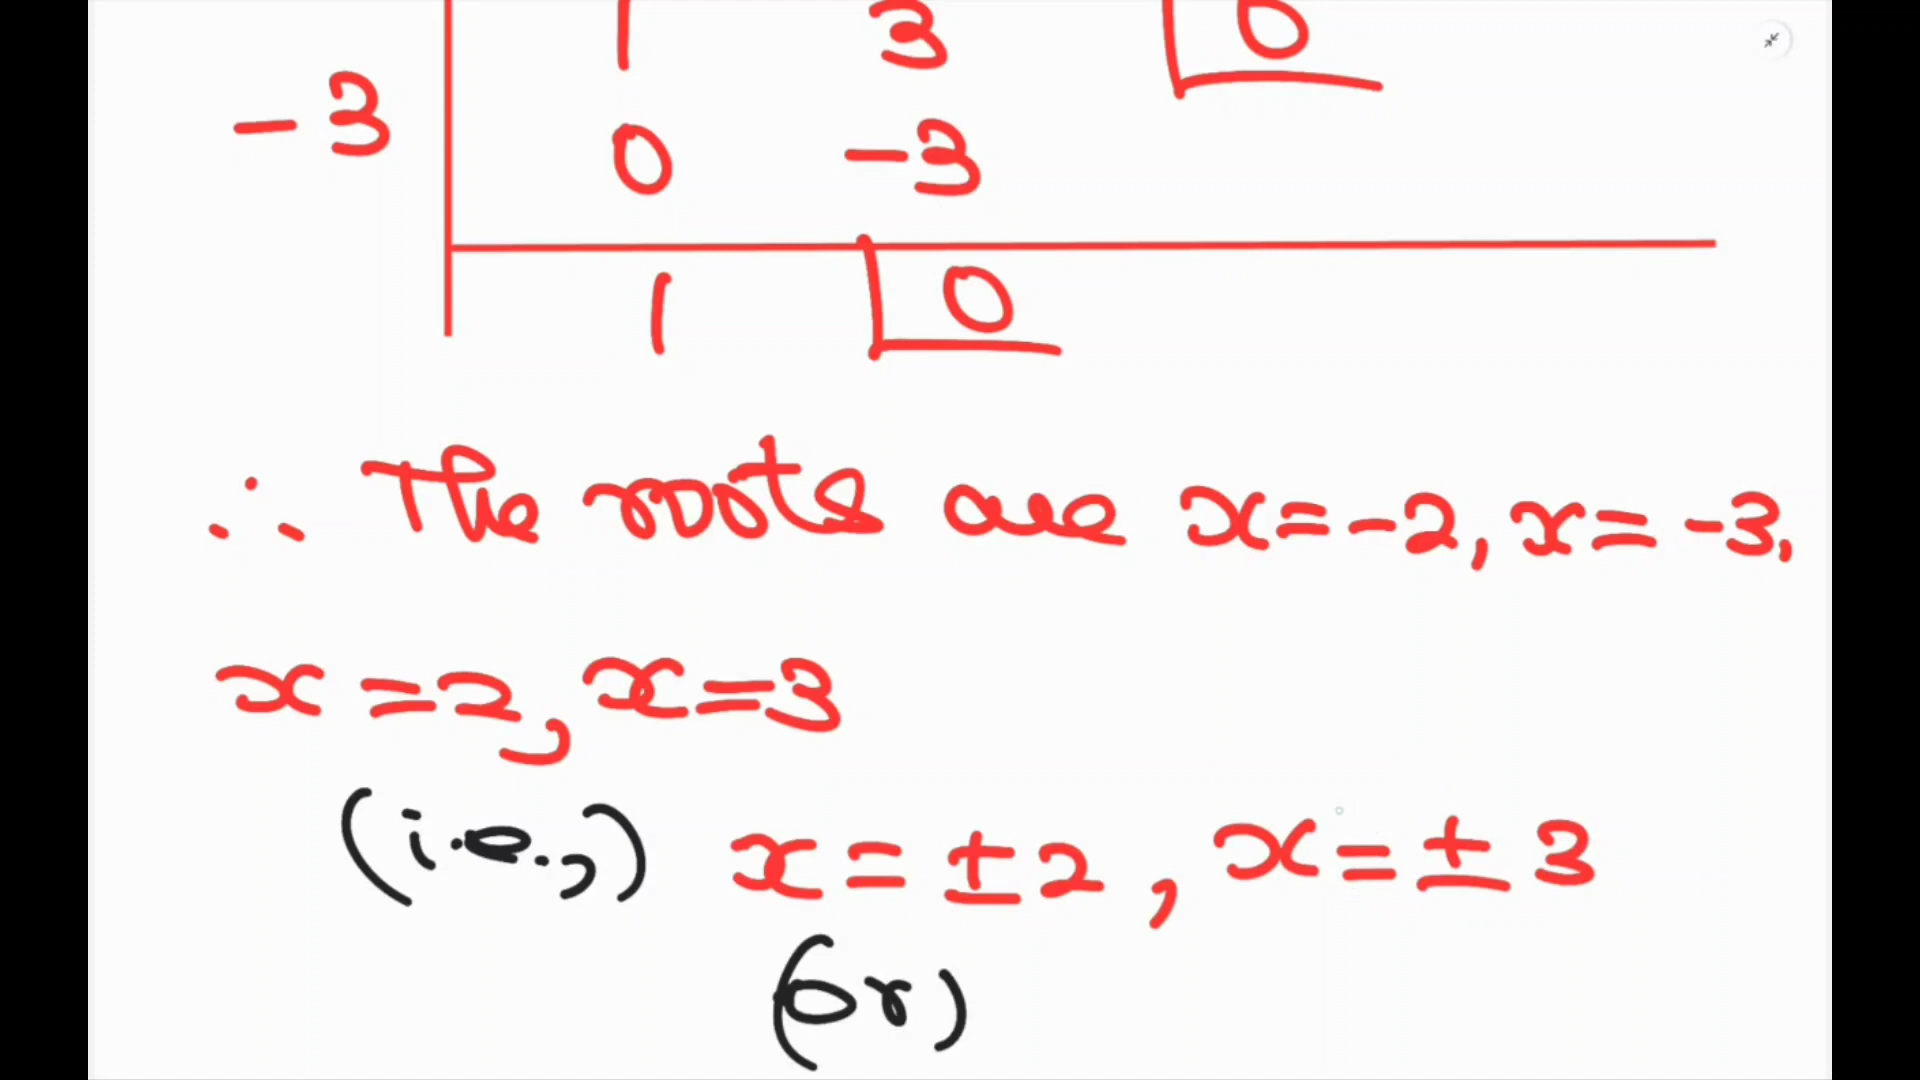 1 3 0
-3 0 -3
1 0
∴ The roots are x=-2, x=-3,
x=2, x=3
(i.e.,) x=±2, x=±3
(or)